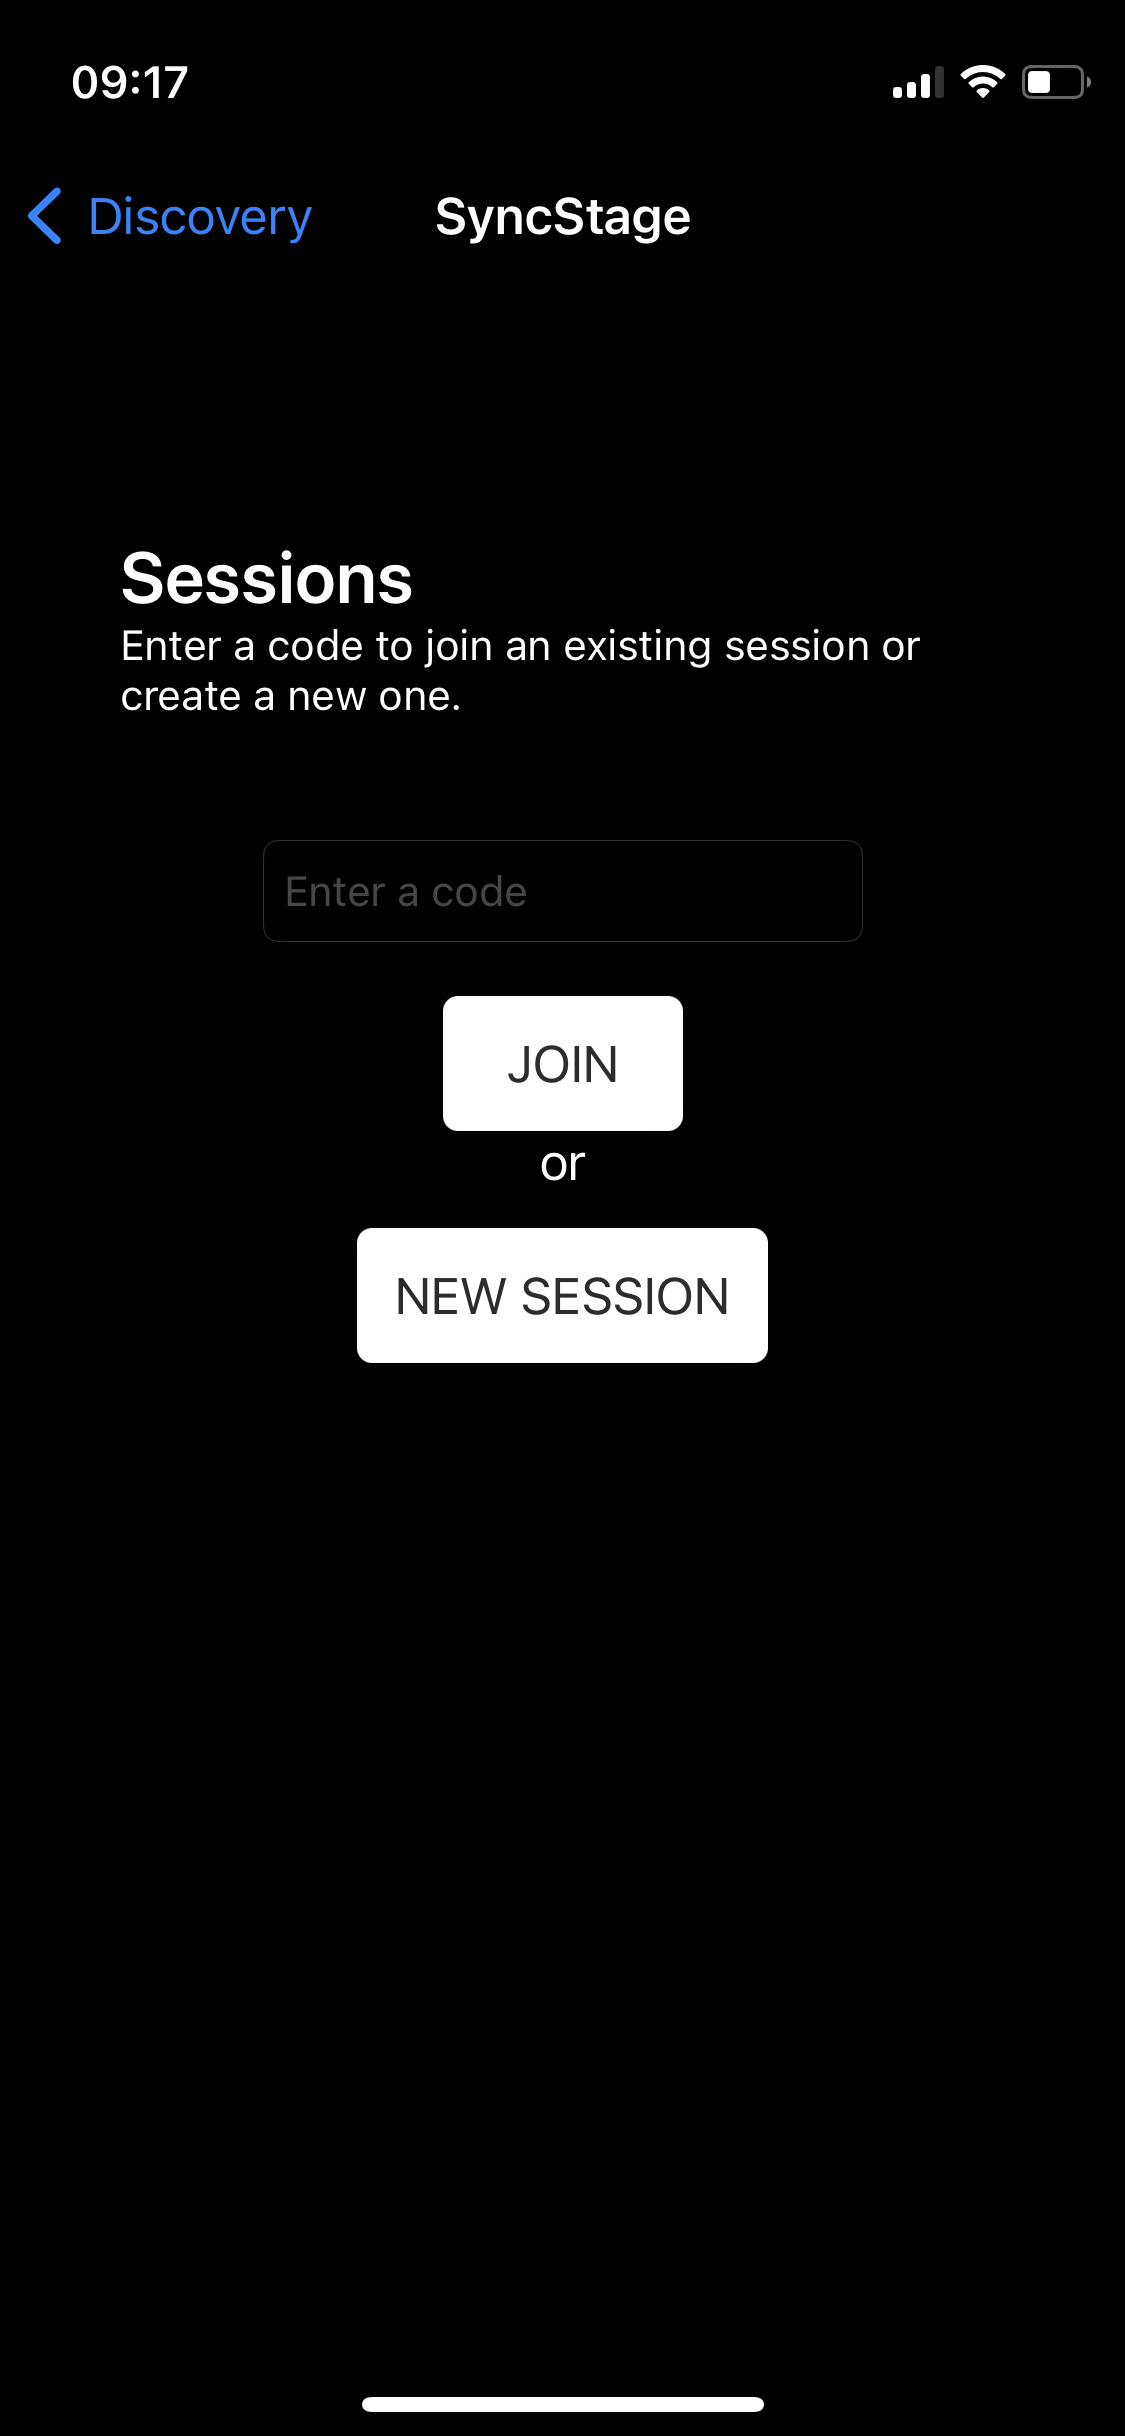 09:17
Discovery
SyncStage
Sessions
Enter a code to join an existing session or
create a new one.
Enter a code
JOIN
or
NEW SESSION